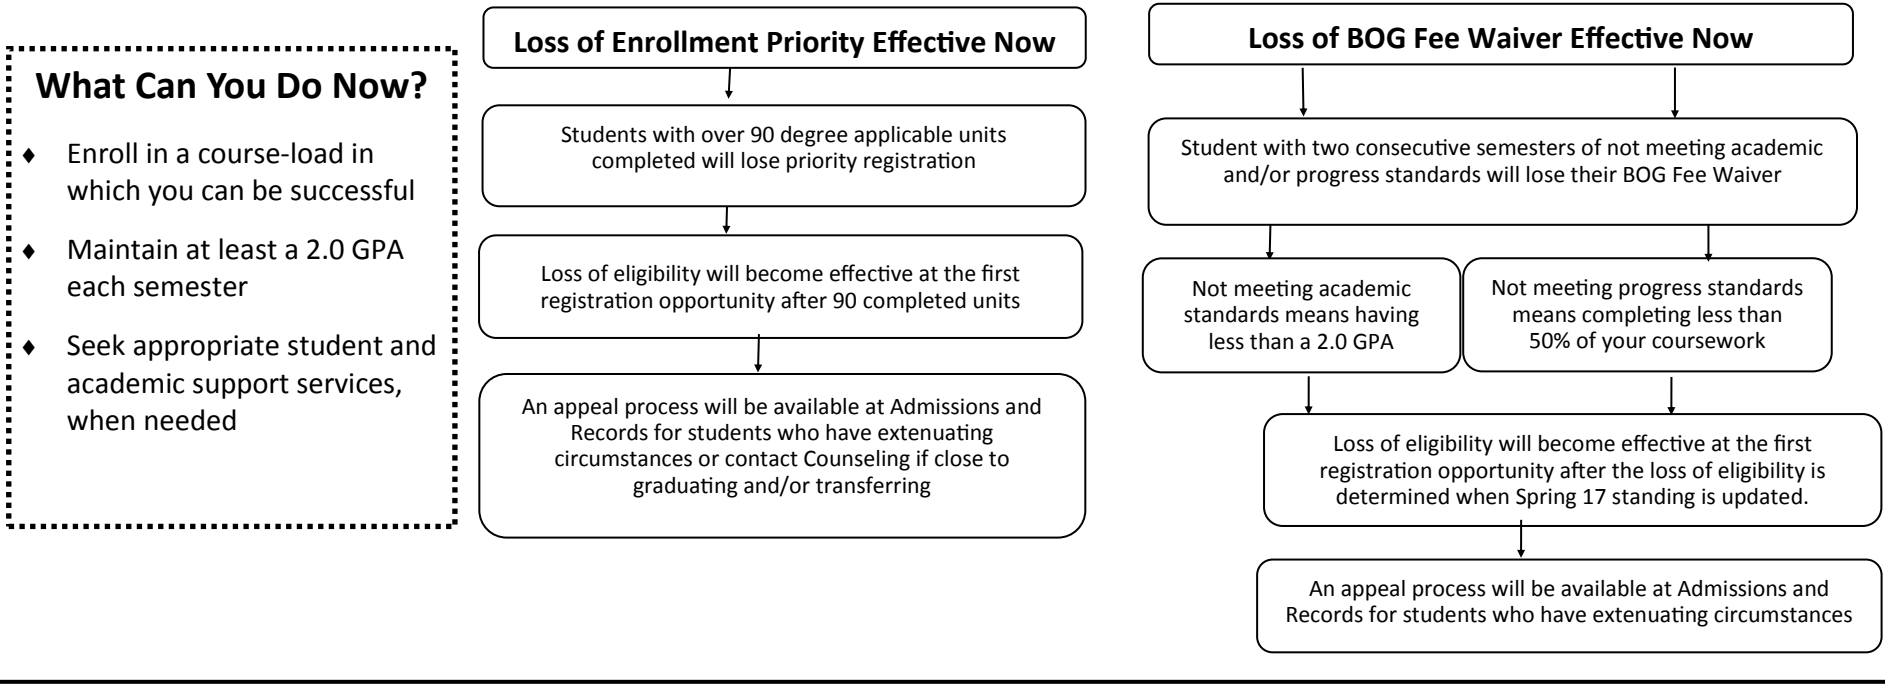 What Can You Do Now?
♦ Enroll in a course-load in
which you can be successful
♦ Maintain at least a 2.0 GPA
each semester
♦ Seek appropriate student and
academic support services,
when needed
Loss of Enrollment Priority Effective Now
Students with over 90 degree applicable units
completed will lose priority registration
Loss of eligibility will become effective at the first
registration opportunity after 90 completed units
An appeal process will be available at Admissions and
Records for students who have extenuating
circumstances or contact Counseling if close to
graduating and/or transferring
Loss of BOG Fee Waiver Effective Now
Student with two consecutive semesters of not meeting academic
and/or progress standards will lose their BOG Fee Waiver
Not meeting academic
standards means having
less than a 2.0 GPA
Not meeting progress standards
means completing less than
50% of your coursework
Loss of eligibility will become effective at the first
registration opportunity after the loss of eligibility is
determined when Spring 17 standing is updated.
An appeal process will be available at Admissions and
Records for students who have extenuating circumstances